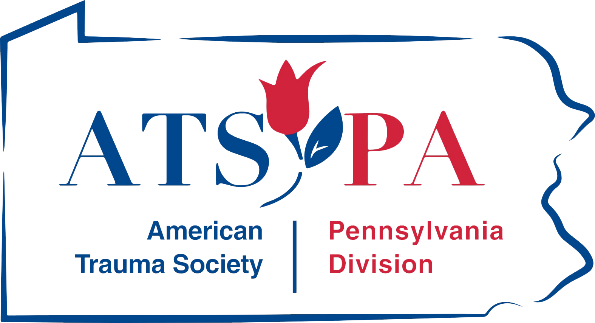 ATS PA
American Trauma Society
Pennsylvania Division